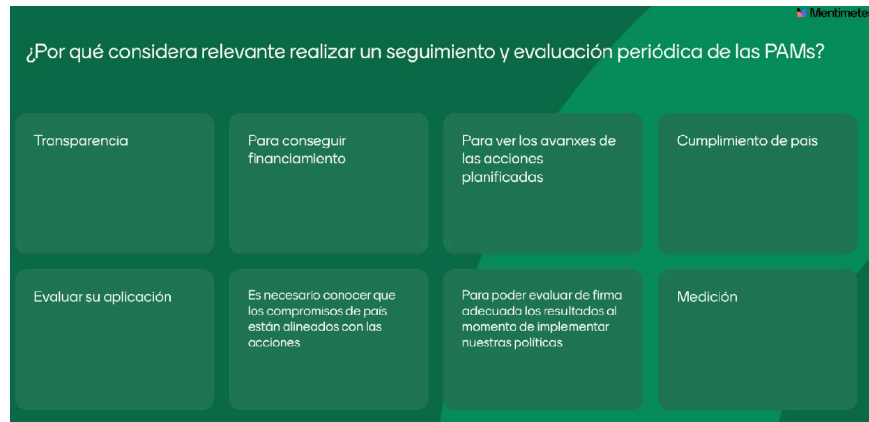 Mentimeter
¿Por qué considera relevante realizar un seguimiento y evaluación periódica de las PAMs?
Transparencia
Para conseguir
financiamiento
Para ver los avanxes de
las acciones
planificadas
Cumplimiento de pais
Evaluar su aplicación
Es necesario conocer que
los compromisos de país
están alineados con las
acciones
Para poder evaluar de firma
adecuada los resultados al
momento de implementar
nuestras políticas
Medición